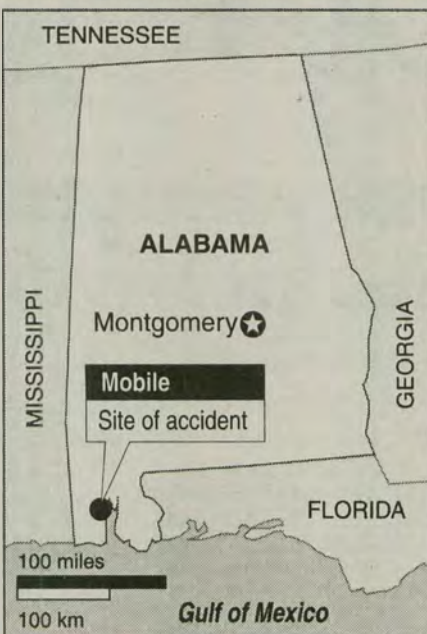 TENNESSEE
ALABAMA
Montgomery
MISSISSIPPI
GEORGIA
Mobile
Site of accident
FLORIDA
100 miles
100 km
Gulf of Mexico